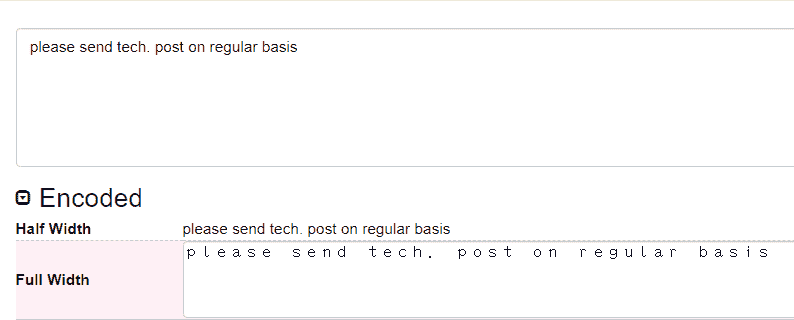 please send tech. post on regular basis
Encoded
Half Width please send tech. post on regular basis
Full Width please send tech. post on regular basis